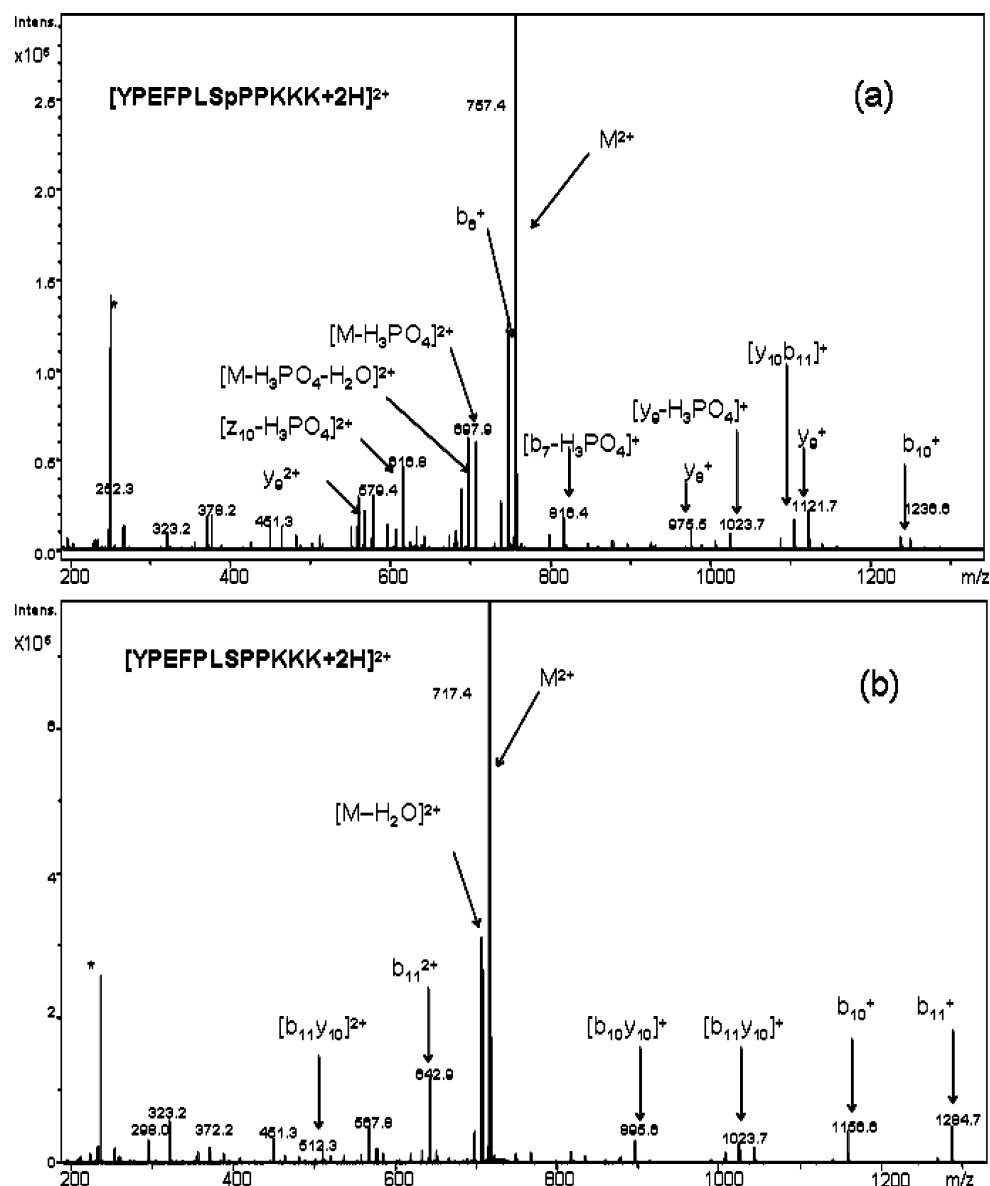 Intens.
x10⁶
[YPEFPLSpPPKKK+2H]²⁺
(a)
2.5
757.4
M²⁺
2.0
b₆⁺
1.5
*
[M-H₃PO₄]²⁺
[y₁₀b₁₁]⁺
1.0
[M-H₃PO₄-H₂O]²⁺
[y₉-H₃PO₄]⁺
[z₁₀-H₃PO₄]²⁺
697.9
[b₇-H₃PO₄]⁺
y₉⁺
b₁₀⁺
616.8
0.5
y₉²⁺
y₈⁺
252.3
579.4
323.2
378.2
451.3
816.4
975.5
1023.7
1121.7
1236.6
0.0
200
400
600
800
1000
1200
m/z
Intens.
X10⁶
[YPEFPLSPPKKK+2H]²⁺
(b)
717.4
M²⁺
6
[M–H₂O]²⁺
4
*
b₁₁²⁺
2
[b₁₁y₁₀]²⁺
[b₁₀y₁₀]⁺
[b₁₁y₁₀]⁺
b₁₀⁺
b₁₁⁺
642.9
323.2
298.0
372.2
451.3
512.3
567.8
895.6
1023.7
1156.6
1284.7
0
200
400
600
800
1000
1200
m/z